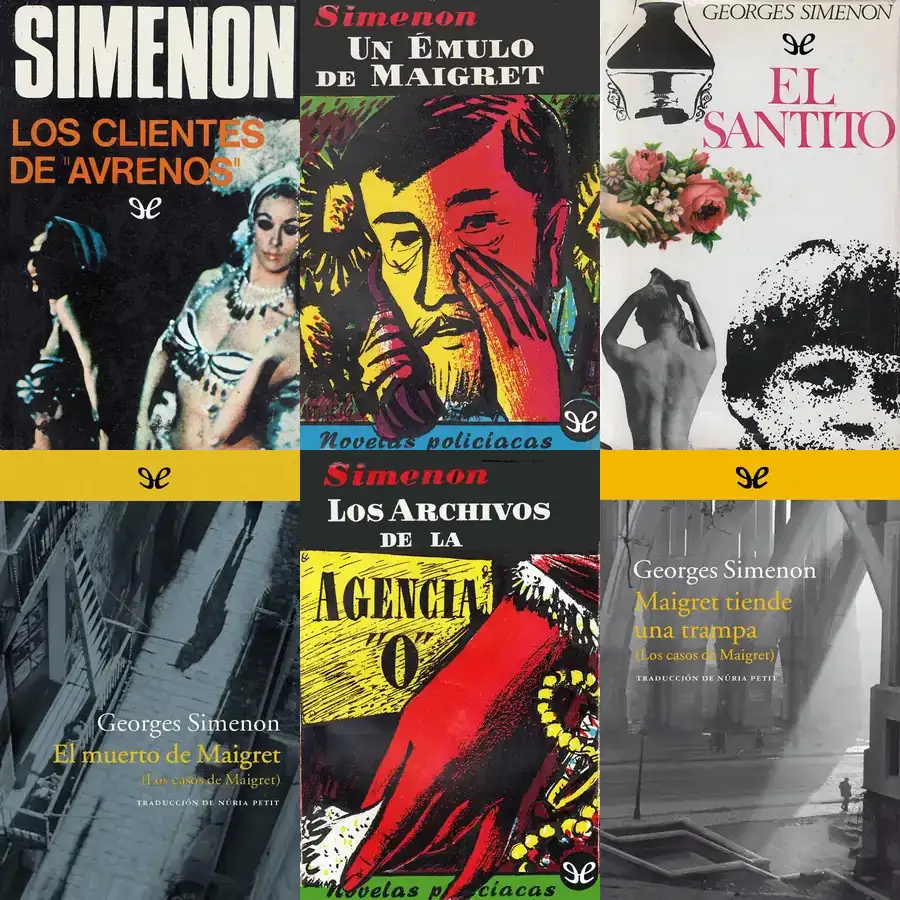 SIMENON
LOS CLIENTES
DE "AVRENOS"
Simenon
UN ÉMULO
DE MAIGRET
Novelas policíacas
GEORGES SIMENON
EL
SANTITO
Georges Simenon
El muerto de Maigret
(Los casos de Maigret)
TRADUCCIÓN DE NÚRIA PETIT
Simenon
LOS ARCHIVOS
DE LA
AGENCIA
"O"
Novelas policíacas
Georges Simenon
Maigret tiende
una trampa
(Los casos de Maigret)
TRADUCCIÓN DE NÚRIA PETIT